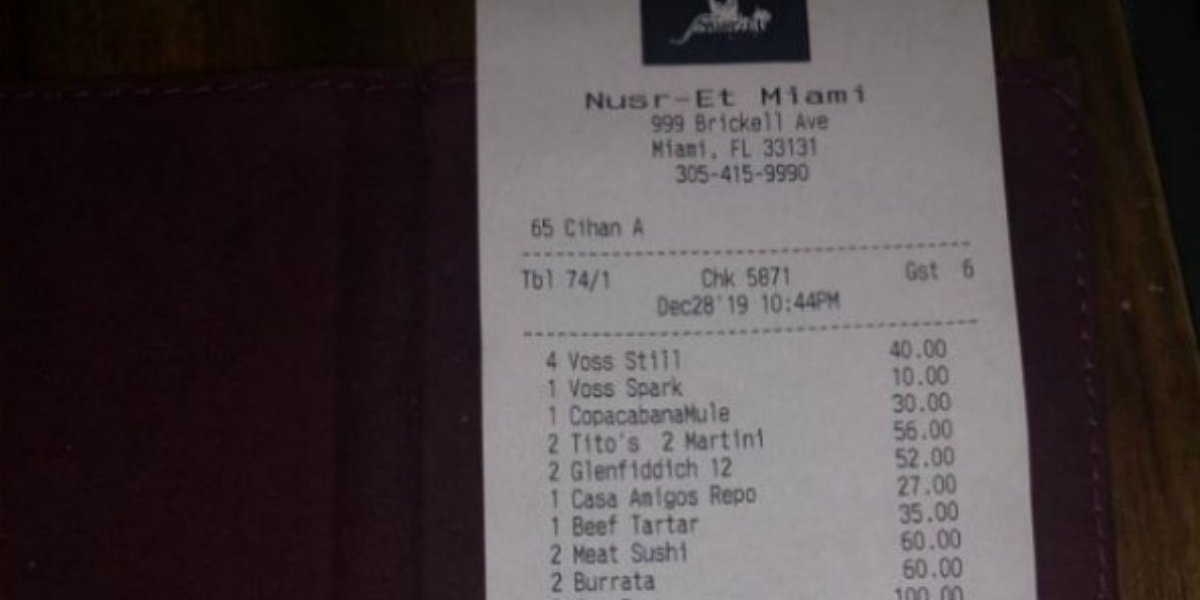 Nusr-Et Miami
999 Brickell Ave
Miami, FL 33131
305-415-9990
65 Cihan A
Tbl 74/1 Chk 5871 Gst 6
Dec28'19 10:44PM
4 Voss Still 40.00
1 Voss Spark 10.00
1 CopacabanaMule 30.00
2 Tito's 2 Martini 56.00
2 Glenfiddich 12 52.00
1 Casa Amigos Repo 27.00
1 Beef Tartar 35.00
2 Meat Sushi 60.00
2 Burrata 60.00
100.00